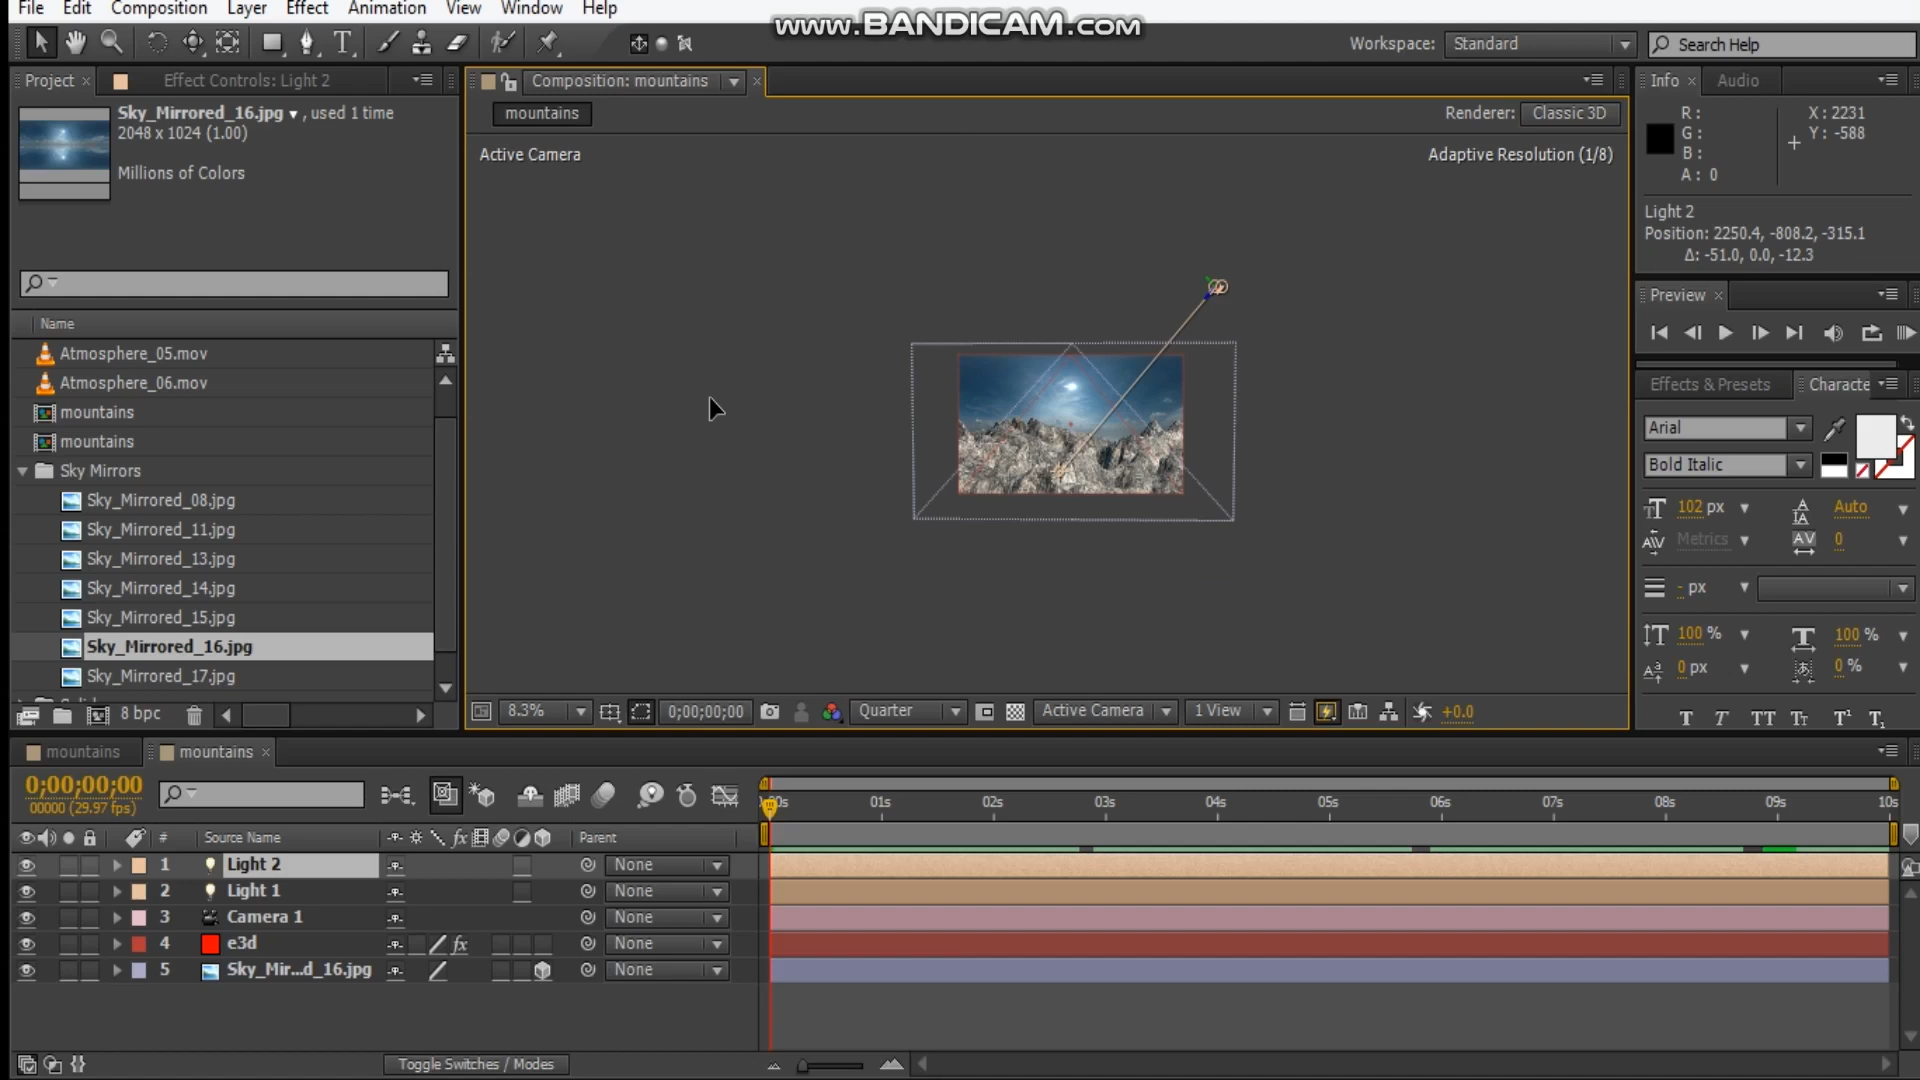 File Edit Composition Layer Effect Animation View Window Help
www.BANDICAM.com
Workspace: Standard
Search Help
Project × Effect Controls: Light 2
Composition: mountains ×
Info × Audio
Sky_Mirrored_16.jpg , used 1 time
2048 x 1024 (1.00)
Millions of Colors
mountains
Renderer: Classic 3D
Active Camera
Adaptive Resolution (1/8)
R:
G:
B:
A: 0
X: 2231
Y: -588
Light 2
Position: 2250.4, -808.2, -315.1
Δ: -51.0, 0.0, -12.3
Preview ×
Name
Atmosphere_05.mov
Atmosphere_06.mov
mountains
mountains
Sky Mirrors
Sky_Mirrored_08.jpg
Sky_Mirrored_11.jpg
Sky_Mirrored_13.jpg
Sky_Mirrored_14.jpg
Sky_Mirrored_15.jpg
Sky_Mirrored_16.jpg
Sky_Mirrored_17.jpg
8 bpc
Effects & Presets Characte
Arial
Bold Italic
102 px Auto
Metrics 0
- px
100 % 100 %
0 px 0 %
T T TT Tt T¹ T₁
8.3% 0;00;00;00 Quarter Active Camera 1 View +0.0
mountains mountains ×
0;00;00;00
00000 (29.97 fps)
:00s 01s 02s 03s 04s 05s 06s 07s 08s 09s 10s
# Source Name fx Parent
1 Light 2 None
2 Light 1 None
3 Camera 1 None
4 e3d fx None
5 Sky_Mir...d_16.jpg None
Toggle Switches / Modes